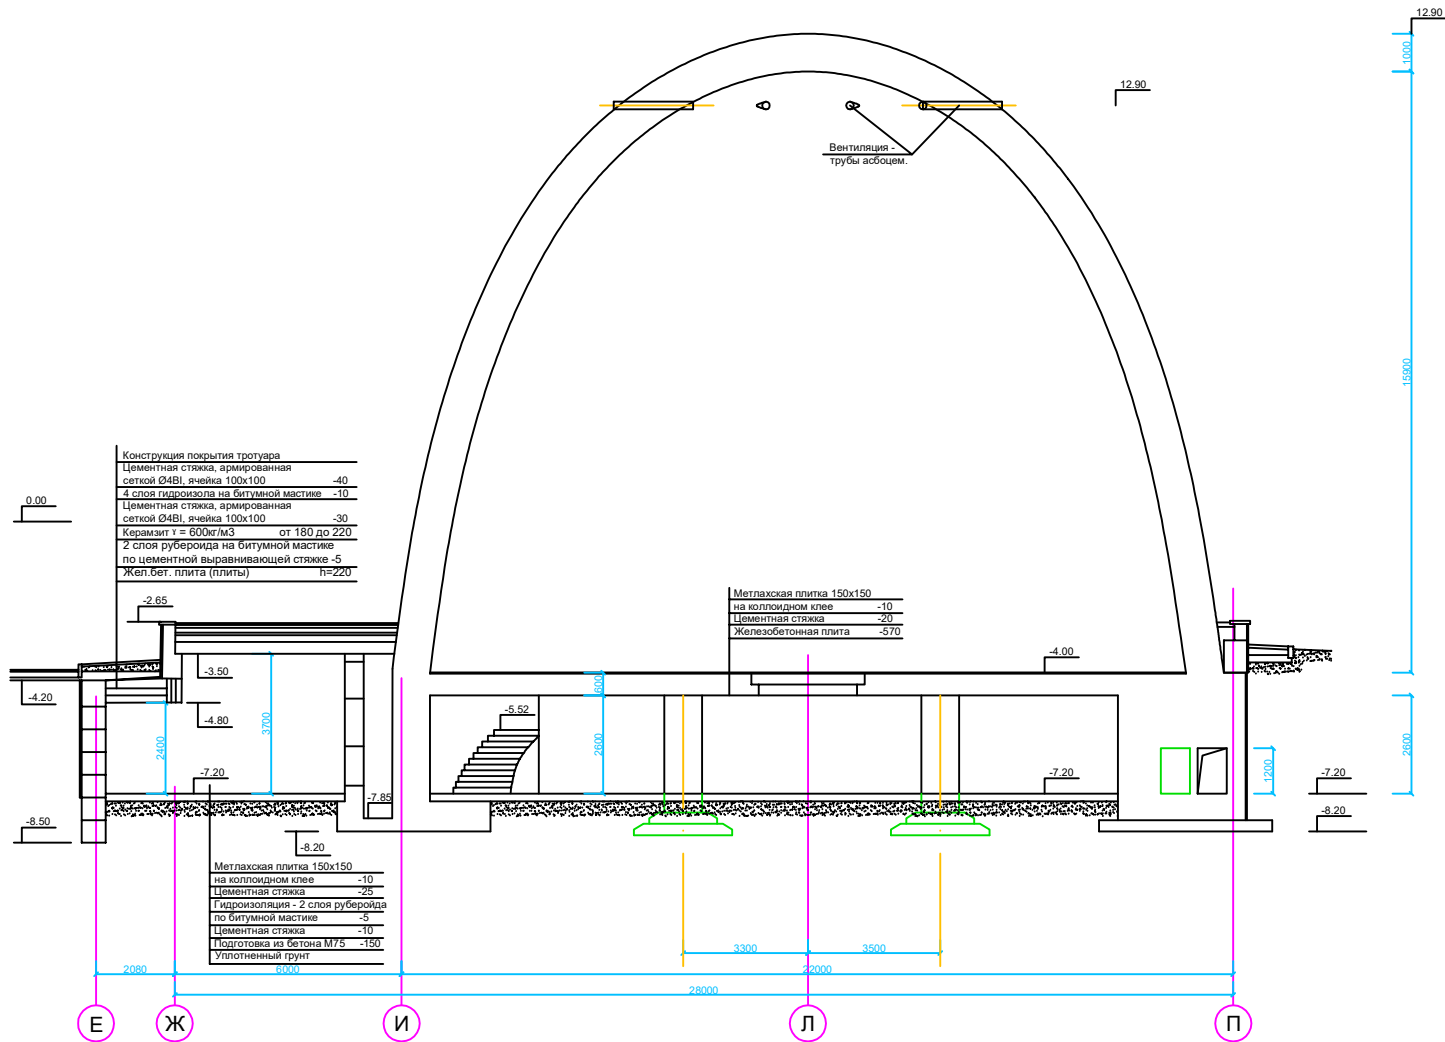 12.90
1000
12.90
Вентиляция -
трубы асбоцем.
15900
Конструкция покрытия тротуара
Цементная стяжка, армированная
сеткой Ø4BI, ячейка 100х100 -40
4 слоя гидроизола на битумной мастике -10
Цементная стяжка, армированная
сеткой Ø4BI, ячейка 100х100 -30
Керамзит γ = 600кг/м3 от 180 до 220
2 слоя рубероида на битумной мастике
по цементной выравнивающей стяжке -5
Жел.бет. плита (плиты) h=220
0.00
-2.65
Метлахская плитка 150х150
на коллоидном клее -10
Цементная стяжка -20
Железобетонная плита -570
-4.00
-3.50
-4.20
-4.80
600
-5.52
2400
3700
2600
1200
2600
-7.20
-7.20
-7.20
-7.85
-8.50
-8.20
-8.20
Метлахская плитка 150х150
на коллоидном клее -10
Цементная стяжка -25
Гидроизоляция - 2 слоя руберойда
по битумной мастике -5
Цементная стяжка -10
Подготовка из бетона М75 -150
Уплотненный грунт
3300 3500
2080 6000 22000
28000
Е Ж И Л П